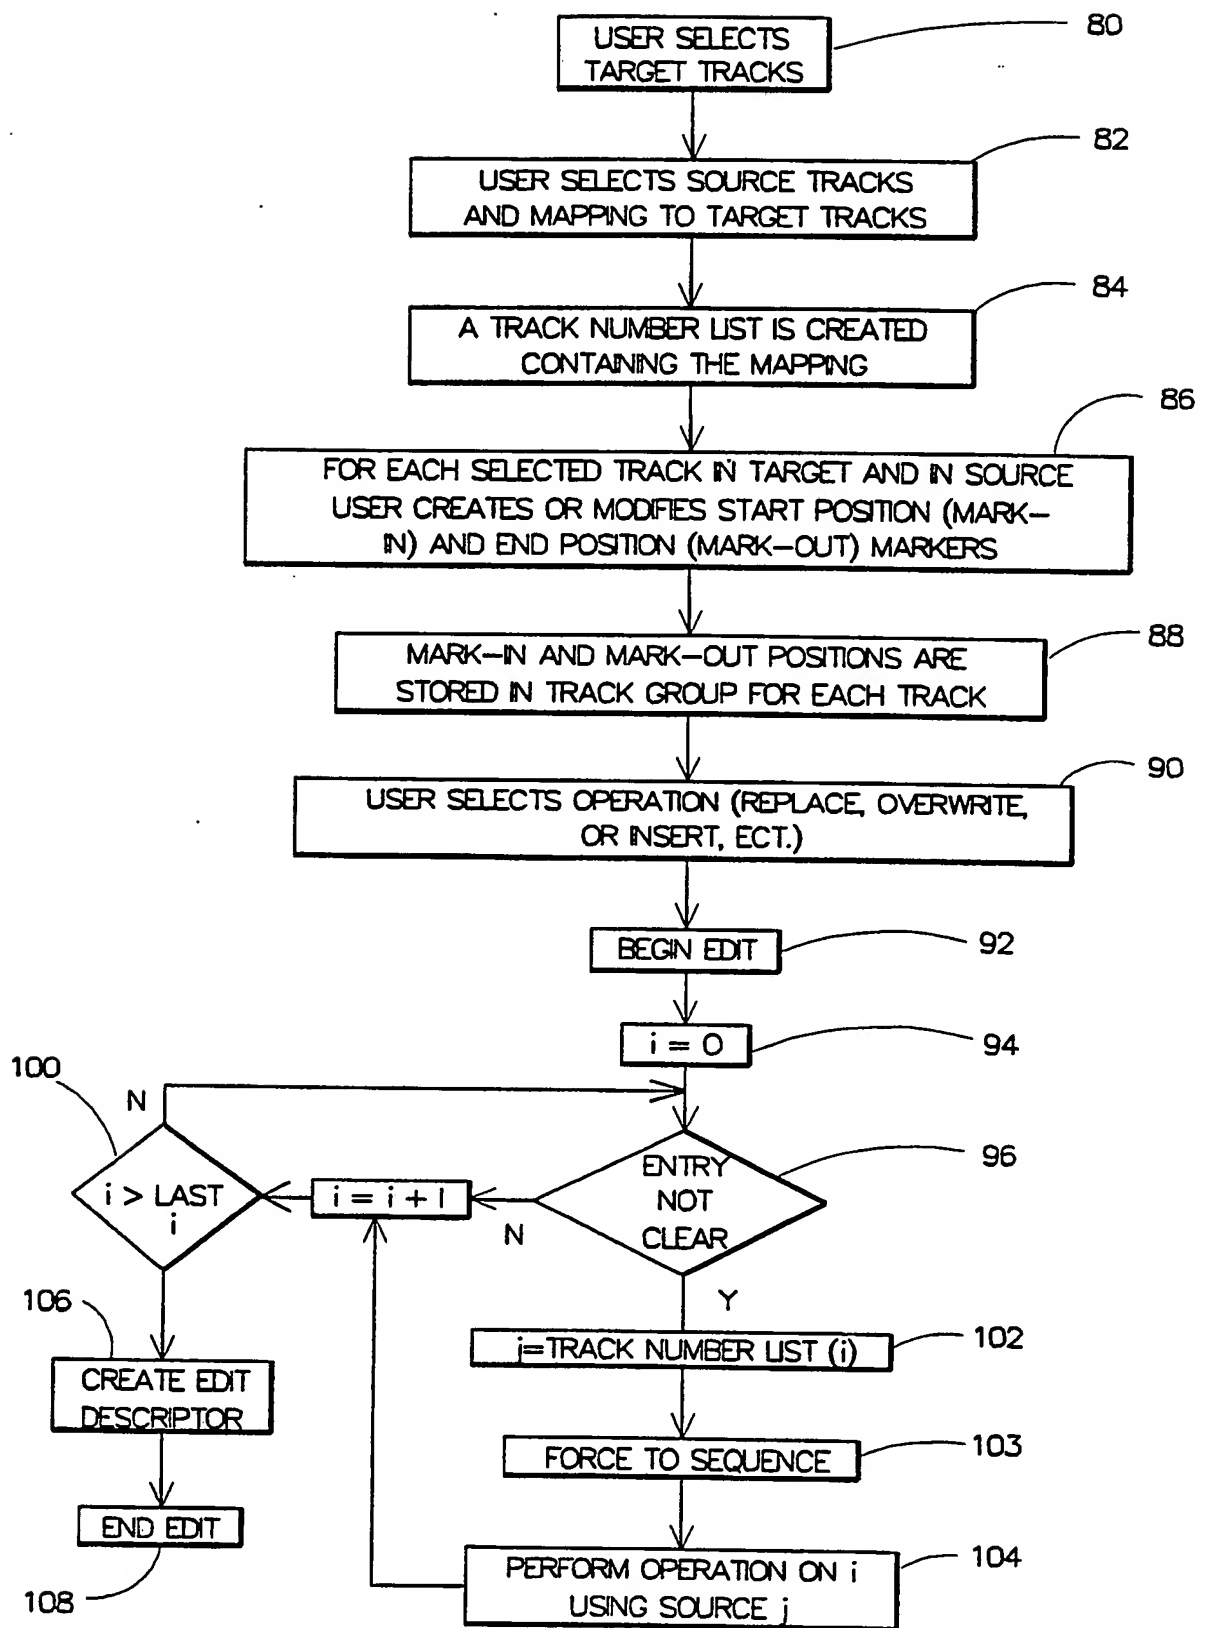 80
USER SELECTS
TARGET TRACKS
82
USER SELECTS SOURCE TRACKS
AND MAPPING TO TARGET TRACKS
84
A TRACK NUMBER LIST IS CREATED
CONTAINING THE MAPPING
86
FOR EACH SELECTED TRACK IN TARGET AND IN SOURCE
USER CREATES OR MODIFIES START POSITION (MARK-
IN) AND END POSITION (MARK-OUT) MARKERS
88
MARK-IN AND MARK-OUT POSITIONS ARE
STORED IN TRACK GROUP FOR EACH TRACK
90
USER SELECTS OPERATION (REPLACE, OVERWRITE,
OR INSERT, ECT.)
BEGIN EDIT
92
i = 0
94
100
N
96
ENTRY
NOT
CLEAR
i > LAST
i
i = i + 1
N
Y
106
j=TRACK NUMBER LIST (i)
102
CREATE EDIT
DESCRIPTOR
FORCE TO SEQUENCE
103
END EDIT
108
PERFORM OPERATION ON i
USING SOURCE j
104